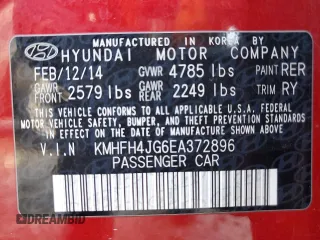 MANUFACTURED IN KOREA BY
HYUNDAI MOTOR COMPANY
FEB/12/14 GVWR 4785 lbs PAINT RER
GAWR FRONT 2579 lbs GAWR REAR 2249 lbs TRIM RY
THIS VEHICLE CONFORMS TO ALL APPLICABLE U.S.A. FEDERAL
MOTOR VEHICLE SAFETY, BUMPER, AND THEFT PREVENTION
STANDARDS IN EFFECT ON THE DATE OF MANUFACTURE SHOWN ABOVE.
V.I.N KMHFH4JG6EA372896
PASSENGER CAR
DREAMBID